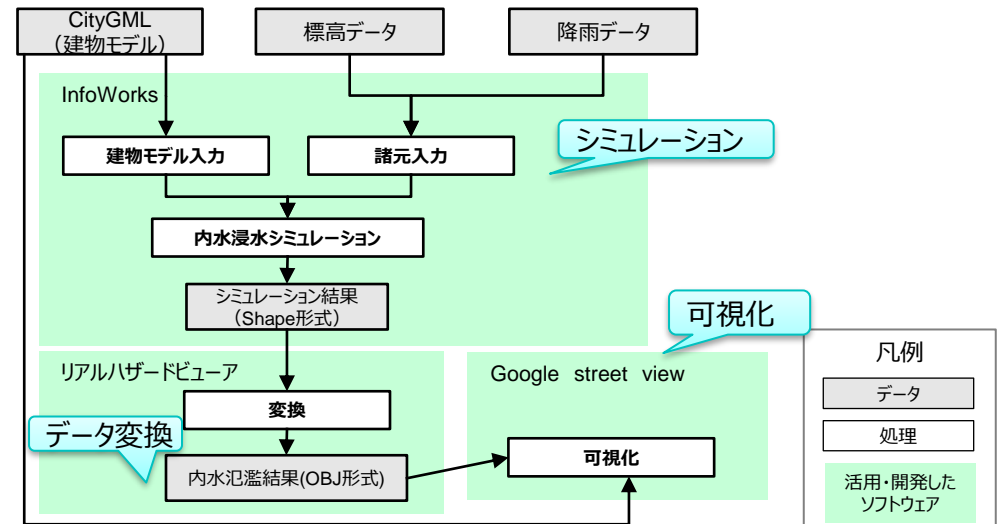 CityGML
（建物モデル）
標高データ
降雨データ
InfoWorks
シミュレーション
建物モデル入力
諸元入力
内水浸水シミュレーション
シミュレーション結果
（Shape形式）
可視化
リアルハザードビューア
Google street view
変換
データ変換
内水氾濫結果(OBJ形式)
可視化
凡例
データ
処理
活用・開発した
ソフトウェア